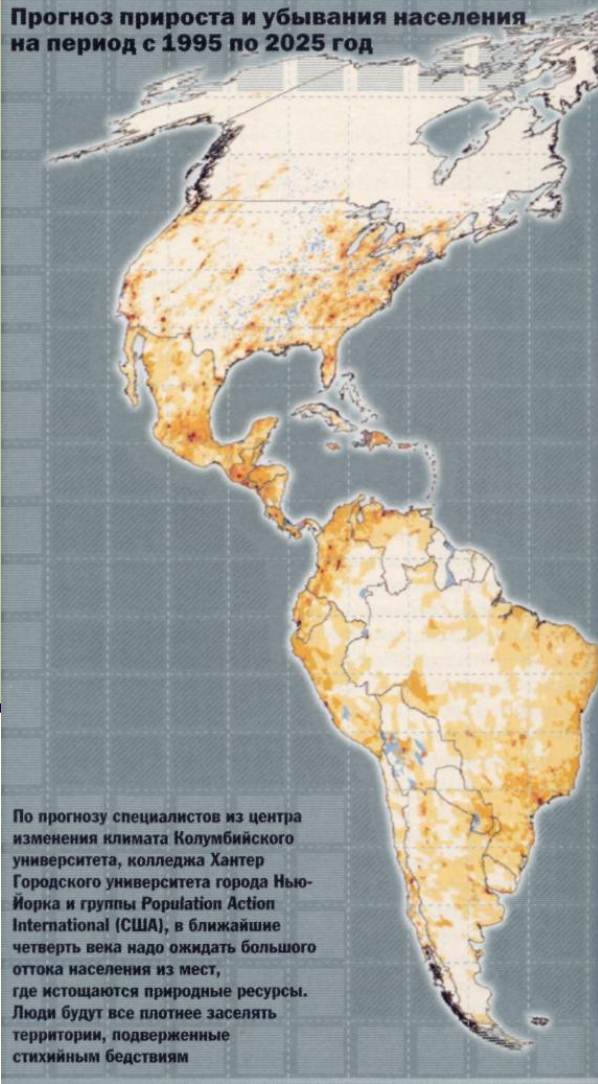 Прогноз прироста и убывания населения
на период с 1995 по 2025 год
По прогнозу специалистов из центра
изменения климата Колумбийского
университета, колледжа Хантер
Городского университета города Нью-
Йорка и группы Population Action
International (США), в ближайшие
четверть века надо ожидать большого
оттока населения из мест,
где истощаются природные ресурсы.
Люди будут все плотнее заселять
территории, подверженные
стихийным бедствиям